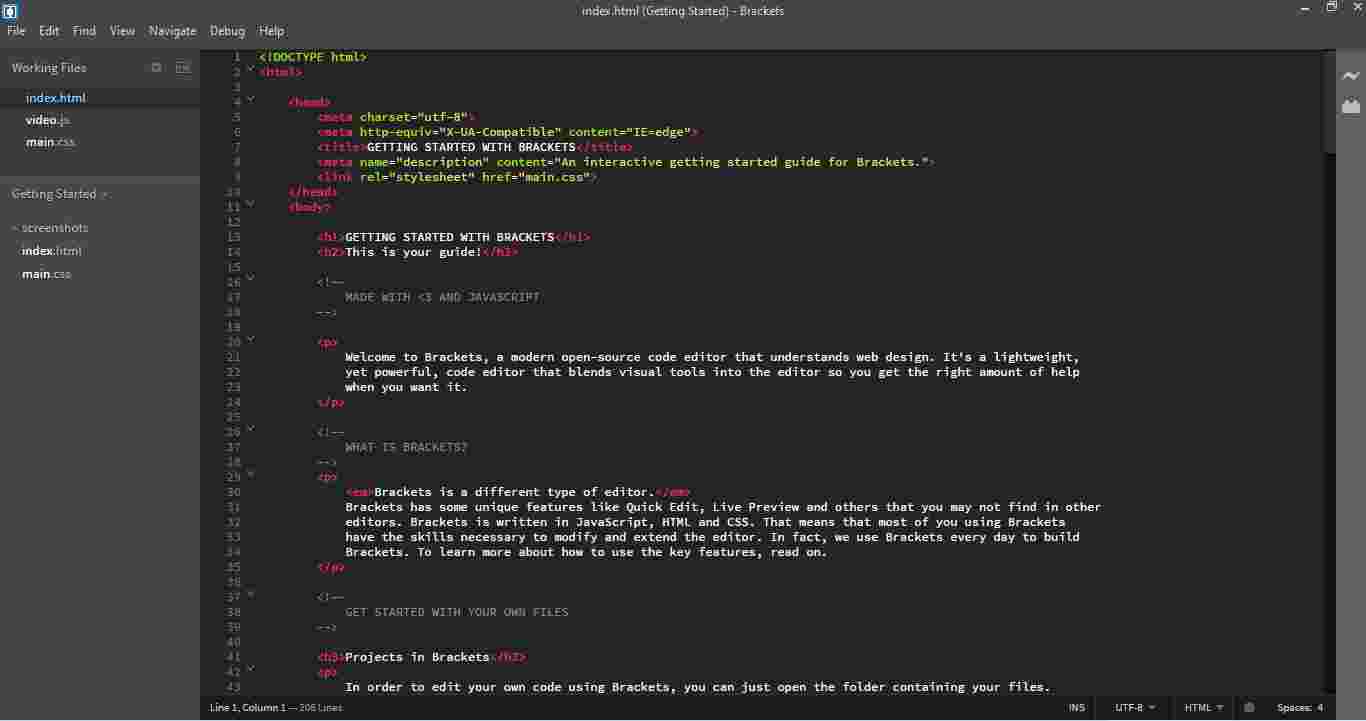 index.html (Getting Started) - Brackets
File Edit Find View Navigate Debug Help
Working Files
index.html
video.js
main.css
Getting Started
screenshots
index.html
main.css
1 <!DOCTYPE html>
2 <html>
3
4 <head>
5 <meta charset="utf-8">
6 <meta http-equiv="X-UA-Compatible" content="IE=edge">
7 <title>GETTING STARTED WITH BRACKETS</title>
8 <meta name="description" content="An interactive getting started guide for Brackets.">
9 <link rel="stylesheet" href="main.css">
10 </head>
11 <body>
12
13 <h1>GETTING STARTED WITH BRACKETS</h1>
14 <h2>This is your guide!</h2>
15
16 <!--
17 MADE WITH <3 AND JAVASCRIPT
18 -->
19
20 <p>
21 Welcome to Brackets, a modern open-source code editor that understands web design. It's a lightweight,
22 yet powerful, code editor that blends visual tools into the editor so you get the right amount of help
23 when you want it.
24 </p>
25
26 <!--
27 WHAT IS BRACKETS?
28 -->
29 <p>
30 <em>Brackets is a different type of editor.</em>
31 Brackets has some unique features like Quick Edit, Live Preview and others that you may not find in other
32 editors. Brackets is written in JavaScript, HTML and CSS. That means that most of you using Brackets
33 have the skills necessary to modify and extend the editor. In fact, we use Brackets every day to build
34 Brackets. To learn more about how to use the key features, read on.
35 </p>
36
37 <!--
38 GET STARTED WITH YOUR OWN FILES
39 -->
40
41 <h3>Projects in Brackets</h3>
42 <p>
43 In order to edit your own code using Brackets, you can just open the folder containing your files.
Line 1, Column 1 — 206 Lines INS UTF-8 HTML Spaces: 4